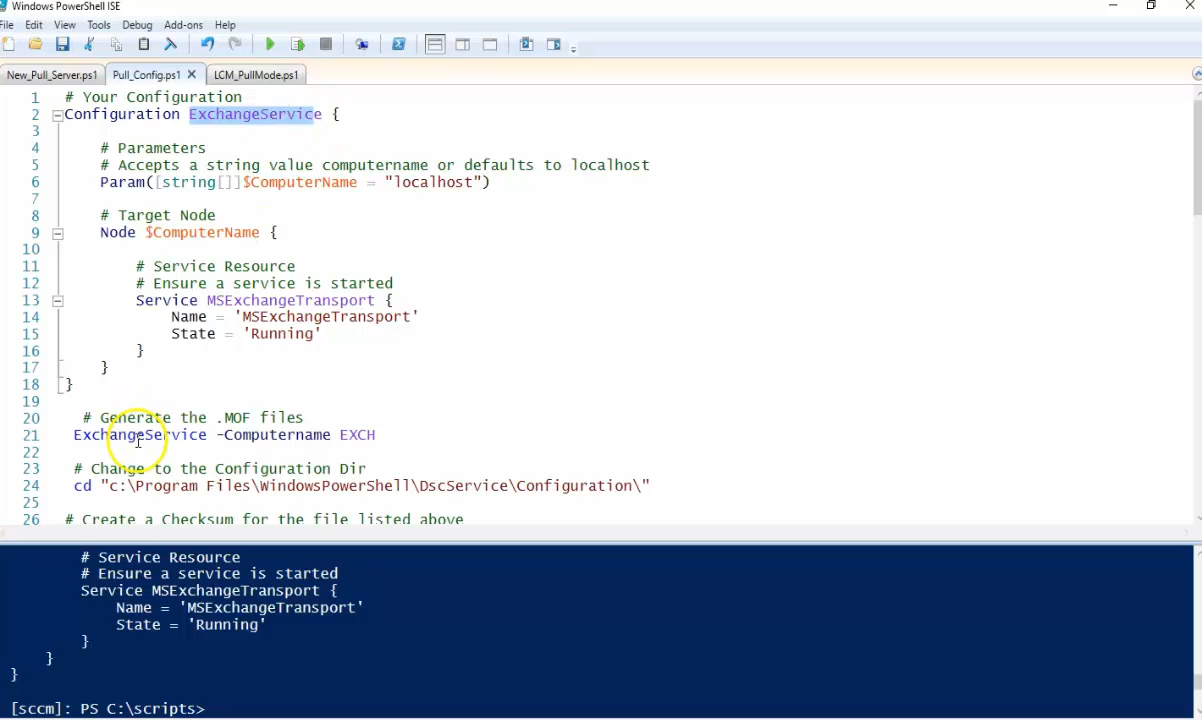 Windows PowerShell ISE
File Edit View Tools Debug Add-ons Help
New_Pull_Server.ps1 Pull_Config.ps1 LCM_PullMode.ps1
1 # Your Configuration
2 Configuration ExchangeService {
3
4 # Parameters
5 # Accepts a string value computername or defaults to localhost
6 Param([string[]]$ComputerName = "localhost")
7
8 # Target Node
9 Node $ComputerName {
10
11 # Service Resource
12 # Ensure a service is started
13 Service MSExchangeTransport {
14 Name = 'MSExchangeTransport'
15 State = 'Running'
16 }
17 }
18 }
19
20 # Generate the .MOF files
21 ExchangeService -Computername EXCH
22
23 # Change to the Configuration Dir
24 cd "c:\Program Files\WindowsPowerShell\DscService\Configuration\"
25
26 # Create a Checksum for the file listed above
# Service Resource
# Ensure a service is started
Service MSExchangeTransport {
Name = 'MSExchangeTransport'
State = 'Running'
}
}
}
[sccm]: PS C:\scripts>